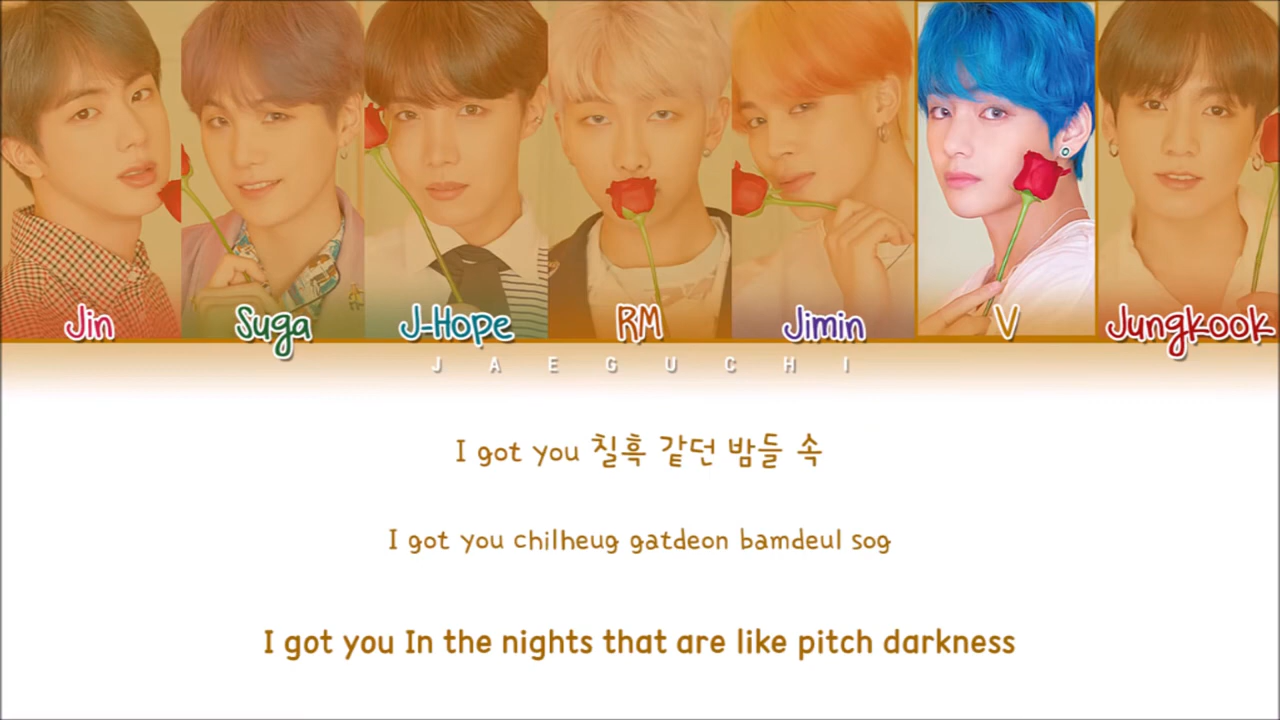 Jin Suga J-Hope RM Jimin V Jungkook
JAEGUCHI
I got you 칠흑 같던 밤들 속
I got you chilheug gatdeon bamdeul sog
I got you In the nights that are like pitch darkness